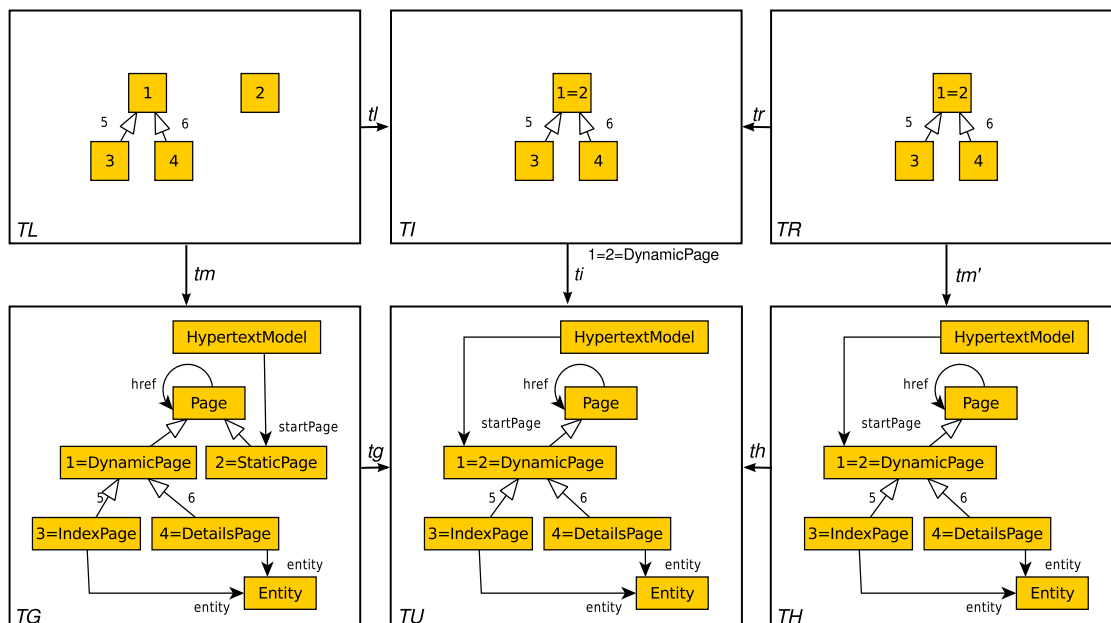 1
2
5
6
3
4
TL
tl
1=2
5
6
3
4
TI
tr
1=2
5
6
3
4
TR
tm
ti
1=2=DynamicPage
tm'
HypertextModel
href
Page
startPage
1=DynamicPage
2=StaticPage
5
6
3=IndexPage
4=DetailsPage
entity
Entity
entity
TG
tg
HypertextModel
href
Page
startPage
1=2=DynamicPage
5
6
3=IndexPage
4=DetailsPage
entity
Entity
entity
TU
th
HypertextModel
href
Page
startPage
1=2=DynamicPage
5
6
3=IndexPage
4=DetailsPage
entity
Entity
entity
TH